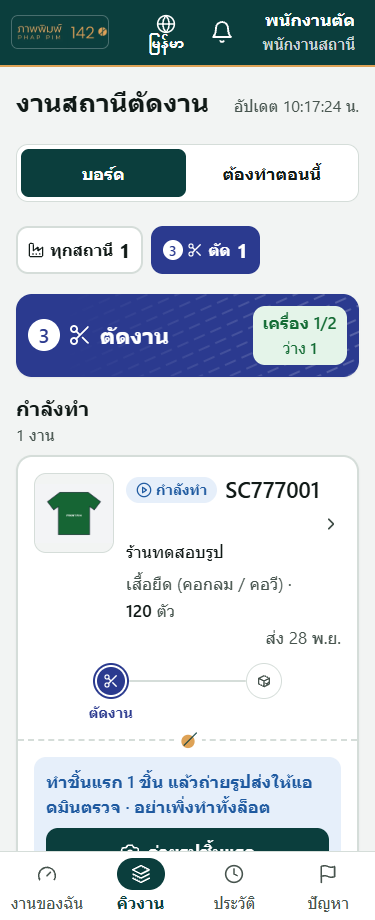 ภาพพิมพ์ 142
PHAP PIM
မြန်မာ
พนักงานตัด
พนักงานสถานี
งานสถานีตัดงาน
อัปเดต 10:17:24 น.
บอร์ด
ต้องทำตอนนี้
ทุกสถานี 1
3 ตัด 1
3 ตัดงาน
เครื่อง 1/2
ว่าง 1
กำลังทำ
1 งาน
กำลังทำ SC777001
ร้านทดสอบรูป
เสื้อยืด (คอกลม / คอวี) ·
120 ตัว
ส่ง 28 พ.ย.
ตัดงาน
ทำชิ้นแรก 1 ชิ้น แล้วถ่ายรูปส่งให้แอ
ดมินตรวจ · อย่าเพิ่งทำทั้งล็อต
งานของฉัน
คิวงาน
ประวัติ
ปัญหา